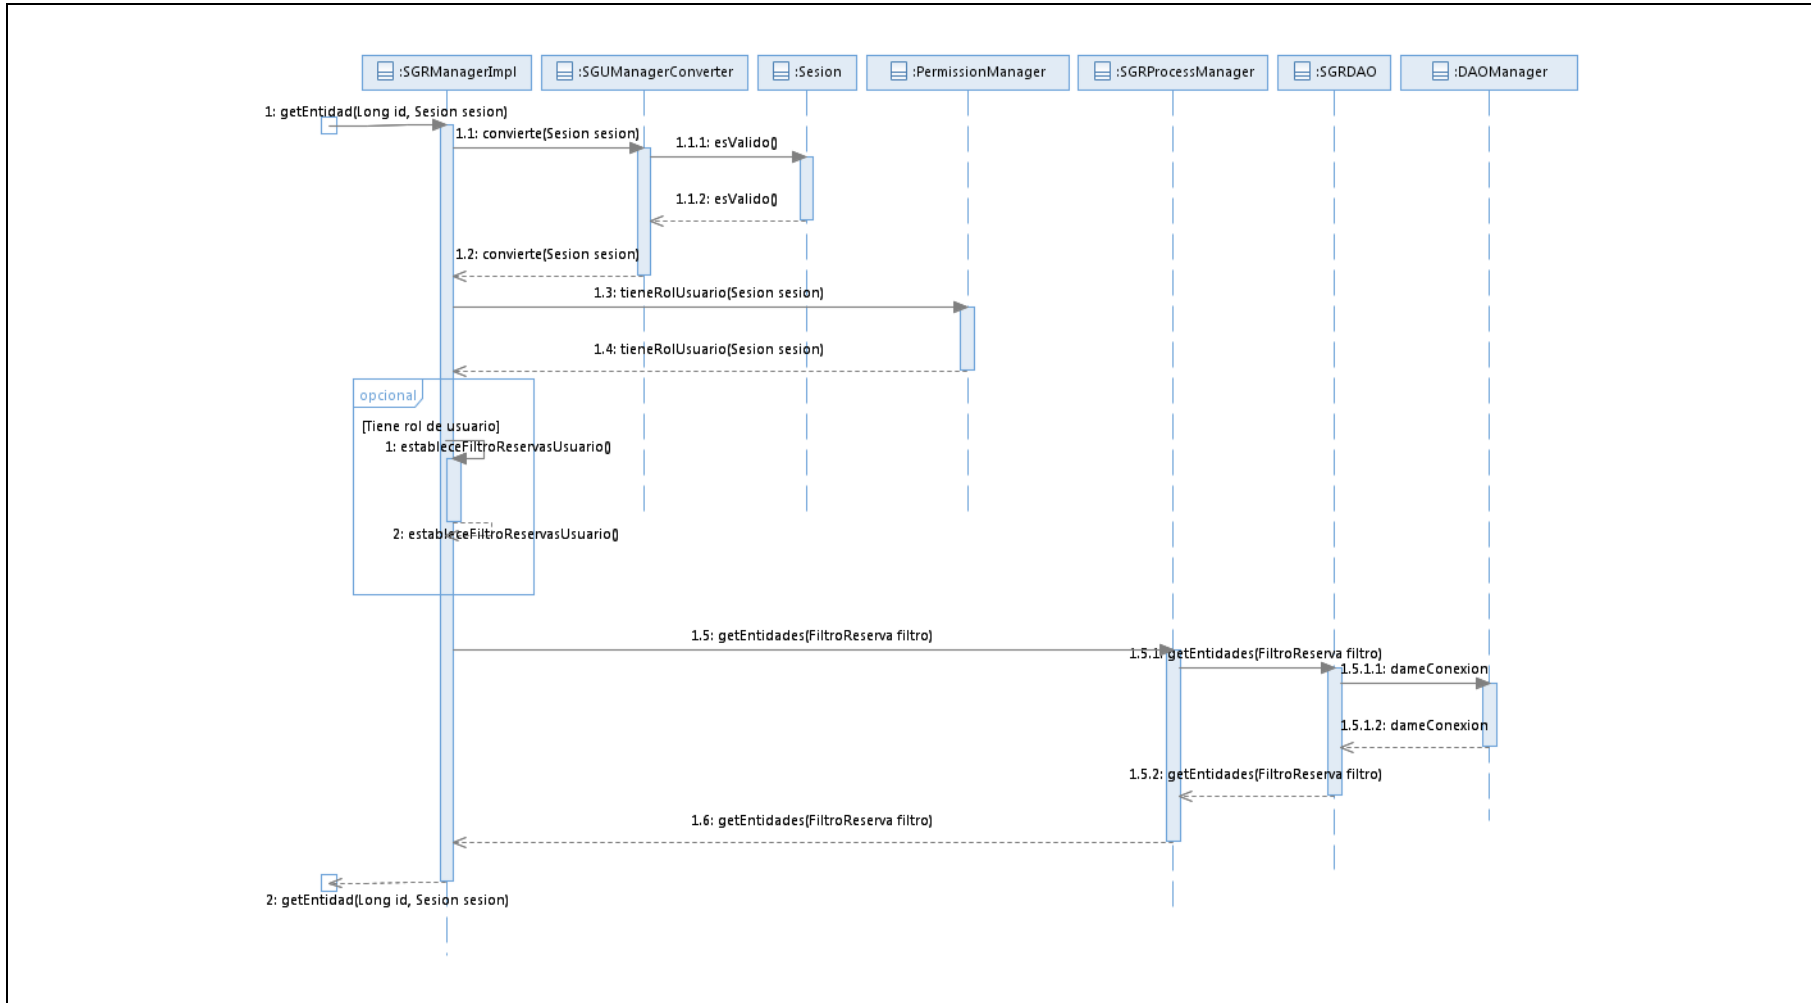 :SGRManagerImpl
:SGUManagerConverter
:Sesion
:PermissionManager
:SGRProcessManager
:SGRDAO
:DAOManager
1: getEntidad(Long id, Sesion sesion)
1.1: convierte(Sesion sesion)
1.1.1: esValido()
1.1.2: esValido()
1.2: convierte(Sesion sesion)
1.3: tieneRolUsuario(Sesion sesion)
1.4: tieneRolUsuario(Sesion sesion)
opcional
[Tiene rol de usuario]
1: estableceFiltroReservasUsuario()
2: estableceFiltroReservasUsuario()
1.5: getEntidades(FiltroReserva filtro)
1.5.1: getEntidades(FiltroReserva filtro)
1.5.1.1: dameConexion
1.5.1.2: dameConexion
1.5.2: getEntidades(FiltroReserva filtro)
1.6: getEntidades(FiltroReserva filtro)
2: getEntidad(Long id, Sesion sesion)